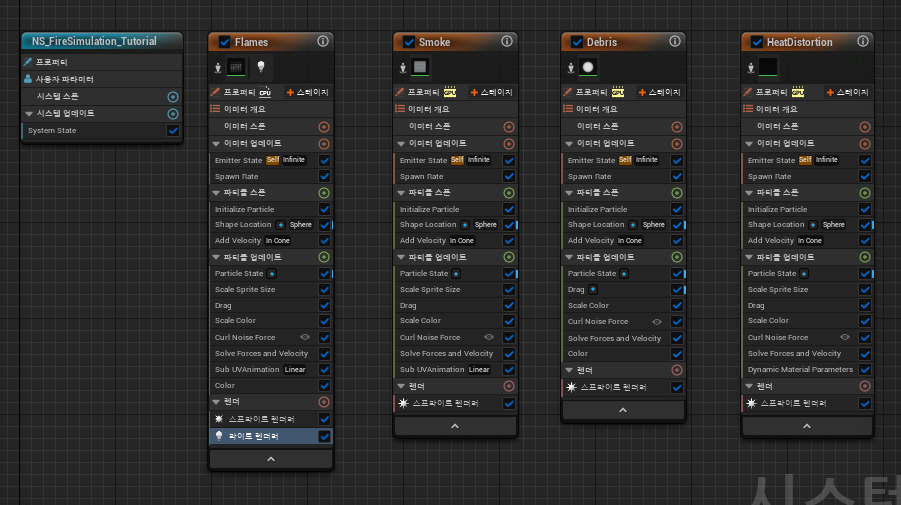 NS_FireSimulation_Tutorial
프로퍼티
사용자 파라미터
시스템 스폰
시스템 업데이트
System State
Flames
프로퍼티 CPU 스테이지
이미터 개요
이미터 스폰
이미터 업데이트
Emitter State Self Infinite
Spawn Rate
파티클 스폰
Initialize Particle
Shape Location Sphere
Add Velocity In Cone
파티클 업데이트
Particle State
Scale Sprite Size
Drag
Scale Color
Curl Noise Force
Solve Forces and Velocity
Sub UVAnimation Linear
Color
렌더
스프라이트 렌더러
라이트 렌더러
Smoke
프로퍼티 GPU 스테이지
이미터 개요
이미터 스폰
이미터 업데이트
Emitter State Self Infinite
Spawn Rate
파티클 스폰
Initialize Particle
Shape Location Sphere
Add Velocity In Cone
파티클 업데이트
Particle State
Scale Sprite Size
Drag
Scale Color
Curl Noise Force
Solve Forces and Velocity
Sub UVAnimation Linear
렌더
스프라이트 렌더러
Debris
프로퍼티 GPU 스테이지
이미터 개요
이미터 스폰
이미터 업데이트
Emitter State Self Infinite
Spawn Rate
파티클 스폰
Initialize Particle
Shape Location Sphere
Add Velocity In Cone
파티클 업데이트
Particle State
Drag
Scale Color
Curl Noise Force
Solve Forces and Velocity
Color
렌더
스프라이트 렌더러
HeatDistortion
프로퍼티 GPU 스테이지
이미터 개요
이미터 스폰
이미터 업데이트
Emitter State Self Infinite
Spawn Rate
파티클 스폰
Initialize Particle
Shape Location Sphere
Add Velocity In Cone
파티클 업데이트
Particle State
Scale Sprite Size
Drag
Scale Color
Curl Noise Force
Solve Forces and Velocity
Dynamic Material Parameters
렌더
스프라이트 렌더러
시스템